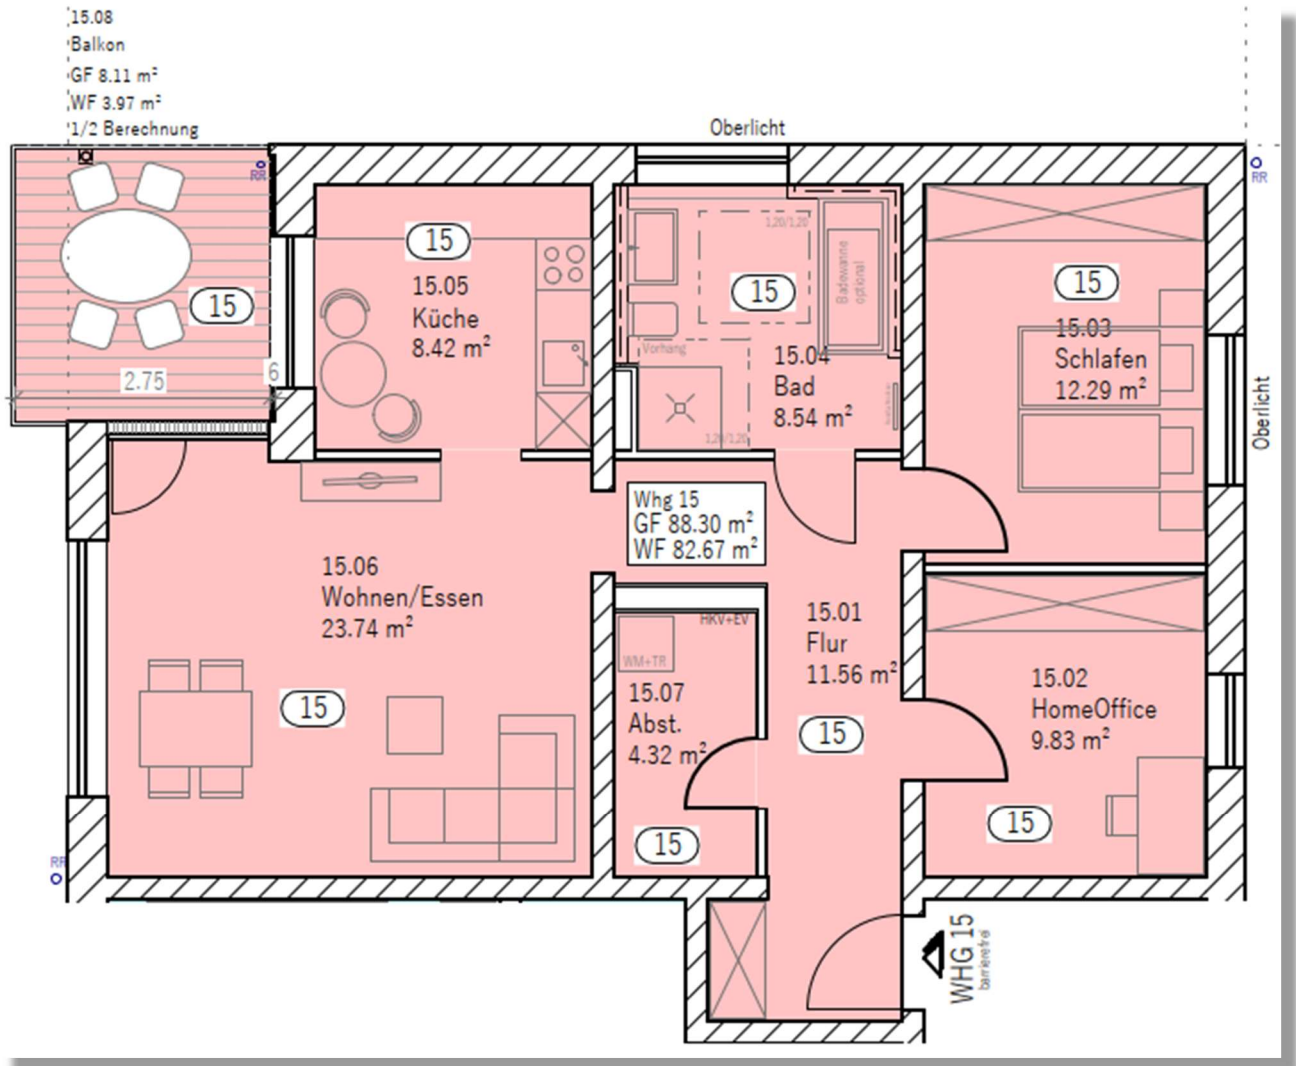 15.08
Balkon
GF 8.11 m²
WF 3.97 m²
1/2 Berechnung
Oberlicht
RR
RR
15
15
15.05
Küche
8.42 m²
2.75
6
1,20/1,20
Badewanne
optional
15
Vorhang
15.04
Bad
8.54 m²
1,20/1,20
15
15.03
Schlafen
12.29 m²
Oberlicht
Whg 15
GF 88.30 m²
WF 82.67 m²
15.06
Wohnen/Essen
23.74 m²
15
HKV+EV
WM+TR
15.07
Abst.
4.32 m²
15
15.01
Flur
11.56 m²
15
15.02
HomeOffice
9.83 m²
15
RR
WHG 15
barrierefrei